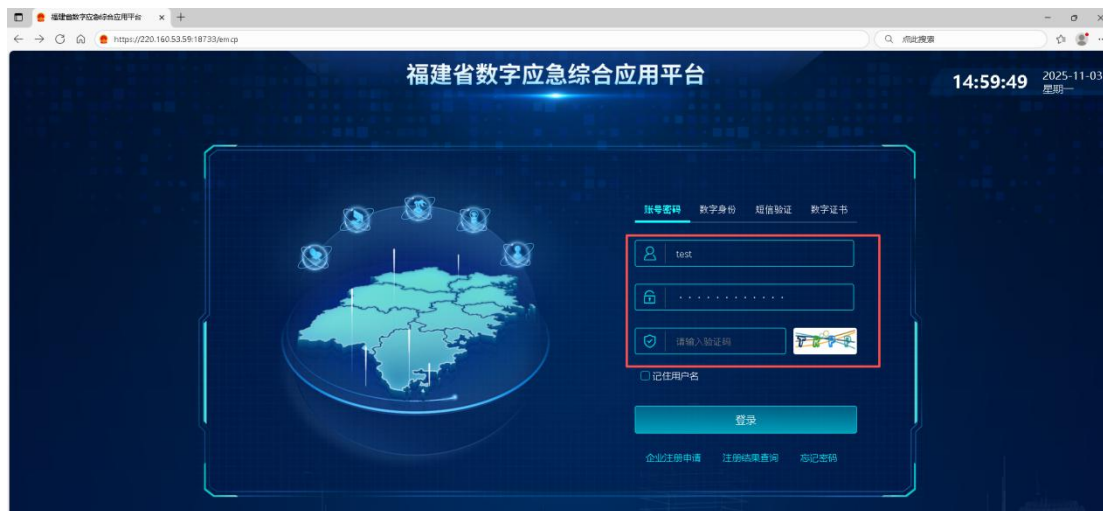 福建省数字应急综合应用平台
https://220.160.53.59:18733/emcp
点此搜索
福建省数字应急综合应用平台
14:59:49
2025-11-03
星期一
账号密码 数字身份 短信验证 数字证书
test
请输入验证码
记住用户名
登录
企业注册申请 注册结果查询 忘记密码